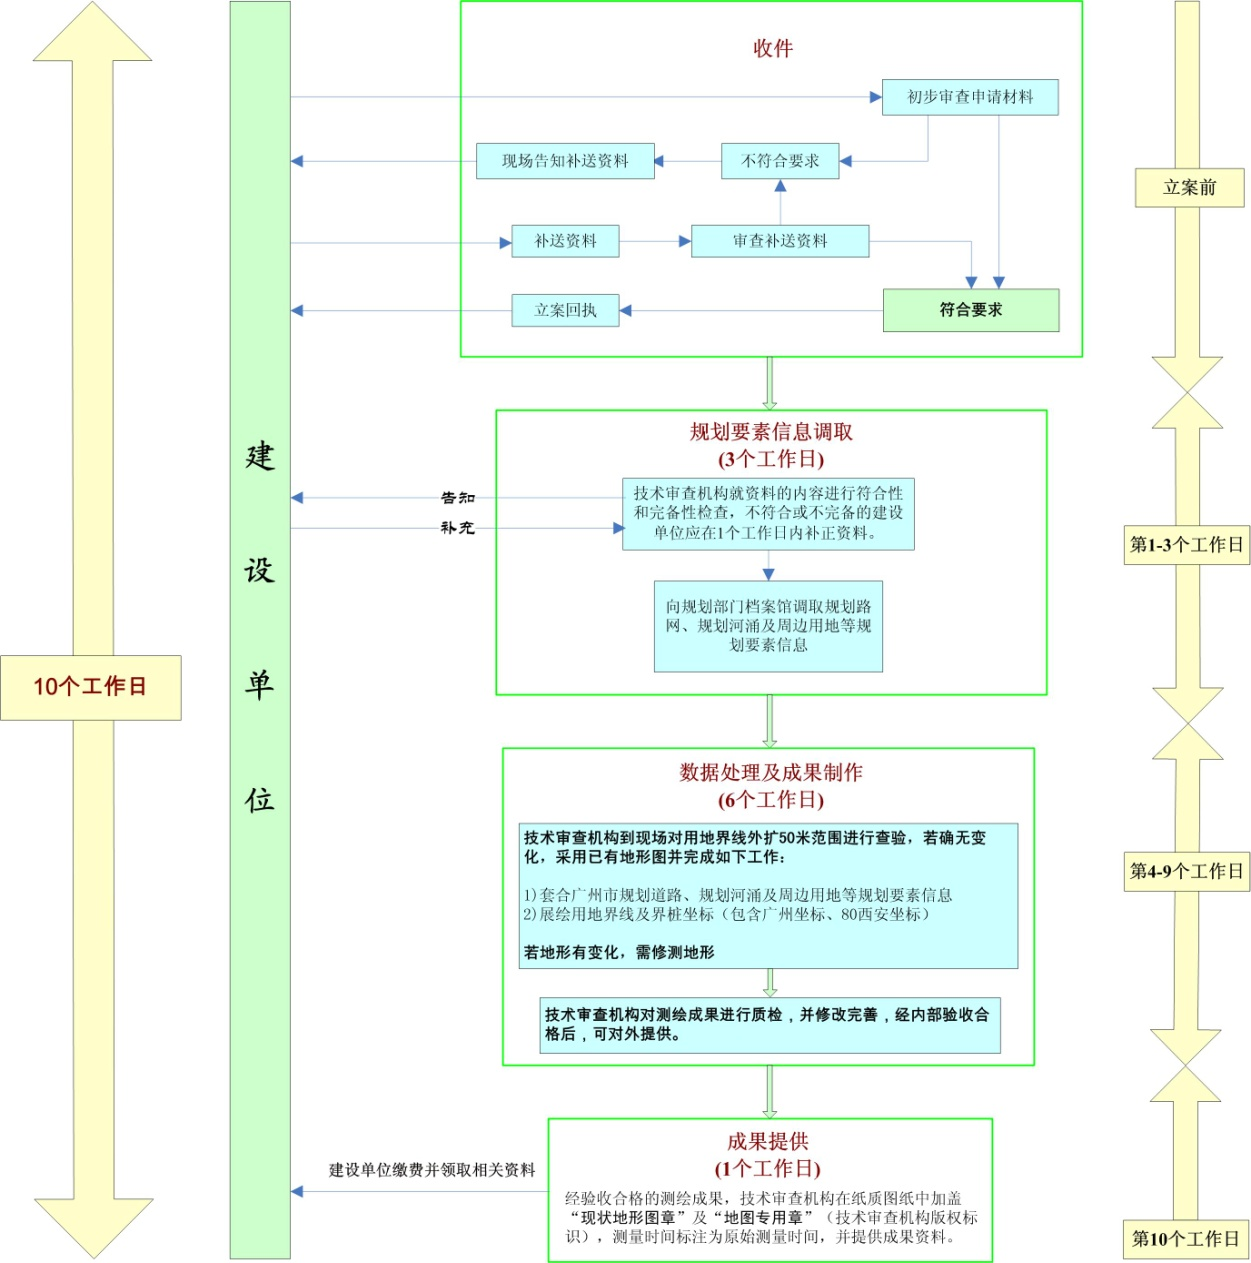 收件
初步审查申请材料
现场告知补送资料
不符合要求
立案前
补送资料
审查补送资料
立案回执
符合要求
建
设
单
位
10个工作日
规划要素信息调取
(3个工作日)
告知
补充
技术审查机构就资料的内容进行符合性
和完备性检查，不符合或不完备的建设
单位应在1个工作日内补正资料。
第1-3个工作日
向规划部门档案馆调取规划路
网、规划河涌及周边用地等规
划要素信息
数据处理及成果制作
(6个工作日)
技术审查机构到现场对用地界线外扩50米范围进行查验，若确无变
化，采用已有地形图并完成如下工作：
1)套合广州市规划道路、规划河涌及周边用地等规划要素信息
2)展绘用地界线及界桩坐标（包含广州坐标、80西安坐标）
若地形有变化，需修测地形
第4-9个工作日
技术审查机构对测绘成果进行质检，并修改完善，经内部验收合
格后，可对外提供。
成果提供
(1个工作日)
建设单位缴费并领取相关资料
经验收合格的测绘成果，技术审查机构在纸质图纸中加盖
“现状地形图章”及“地图专用章”（技术审查机构版权标
识），测量时间标注为原始测量时间，并提供成果资料。
第10个工作日